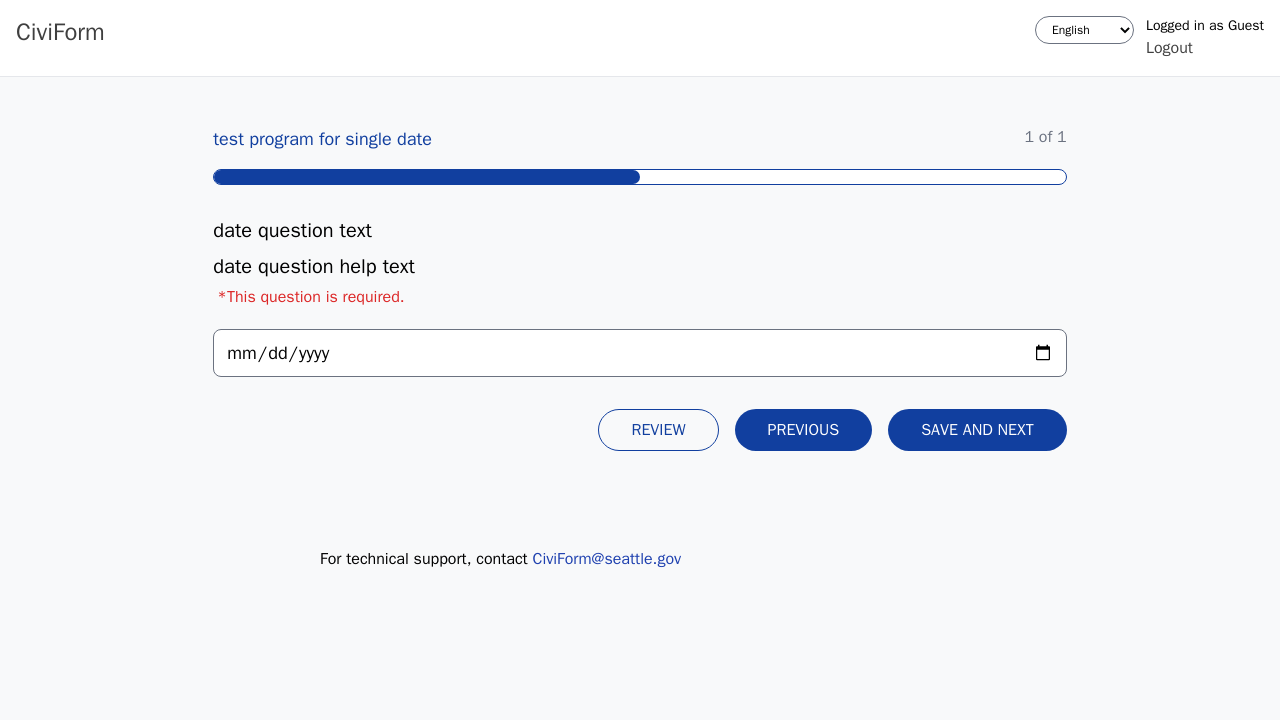 CiviForm
English
Logged in as Guest
Logout
test program for single date
1 of 1
date question text
date question help text
*This question is required.
mm/dd/yyyy
REVIEW
PREVIOUS
SAVE AND NEXT
For technical support, contact CiviForm@seattle.gov